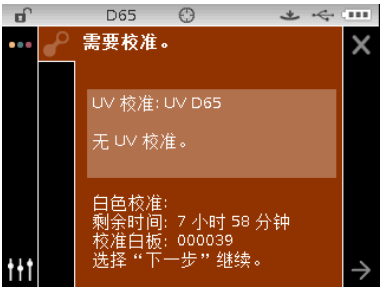 D65
需要校准。
UV 校准: UV D65
无 UV 校准。
白色校准:
剩余时间: 7 小时 58 分钟
校准白板: 000039
选择“下一步”继续。